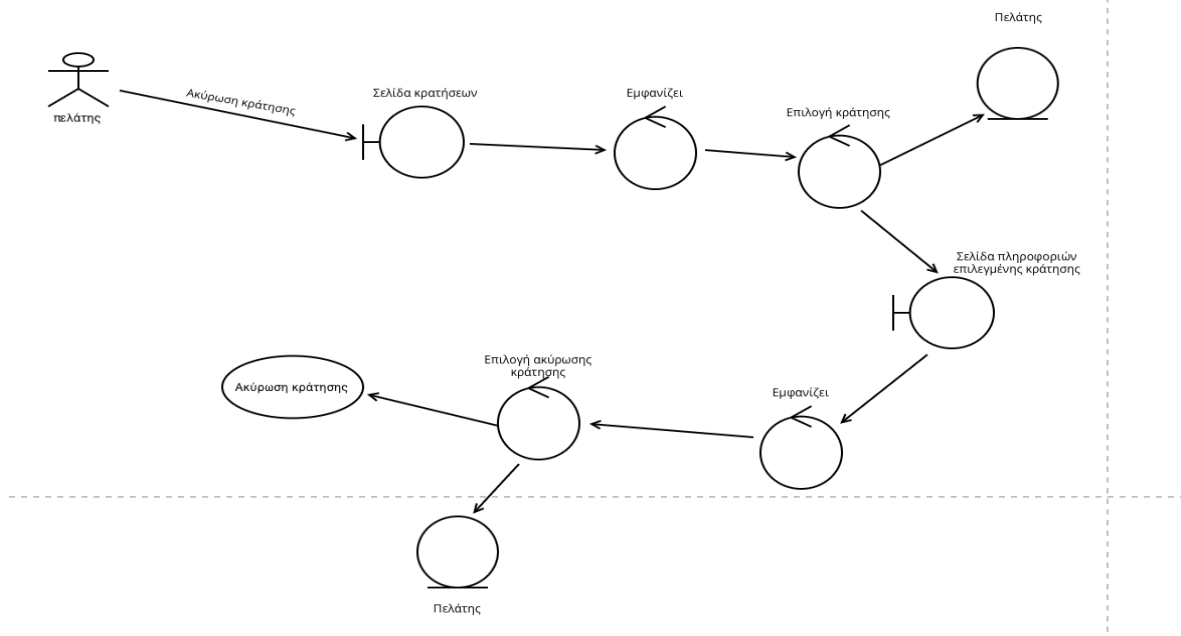 Πελάτης
πελάτης
Ακύρωση κράτησης
Σελίδα κρατήσεων
Εμφανίζει
Επιλογή κράτησης
Σελίδα πληροφοριών
επιλεγμένης κράτησης
Εμφανίζει
Επιλογή ακύρωσης
κράτησης
Ακύρωση κράτησης
Πελάτης